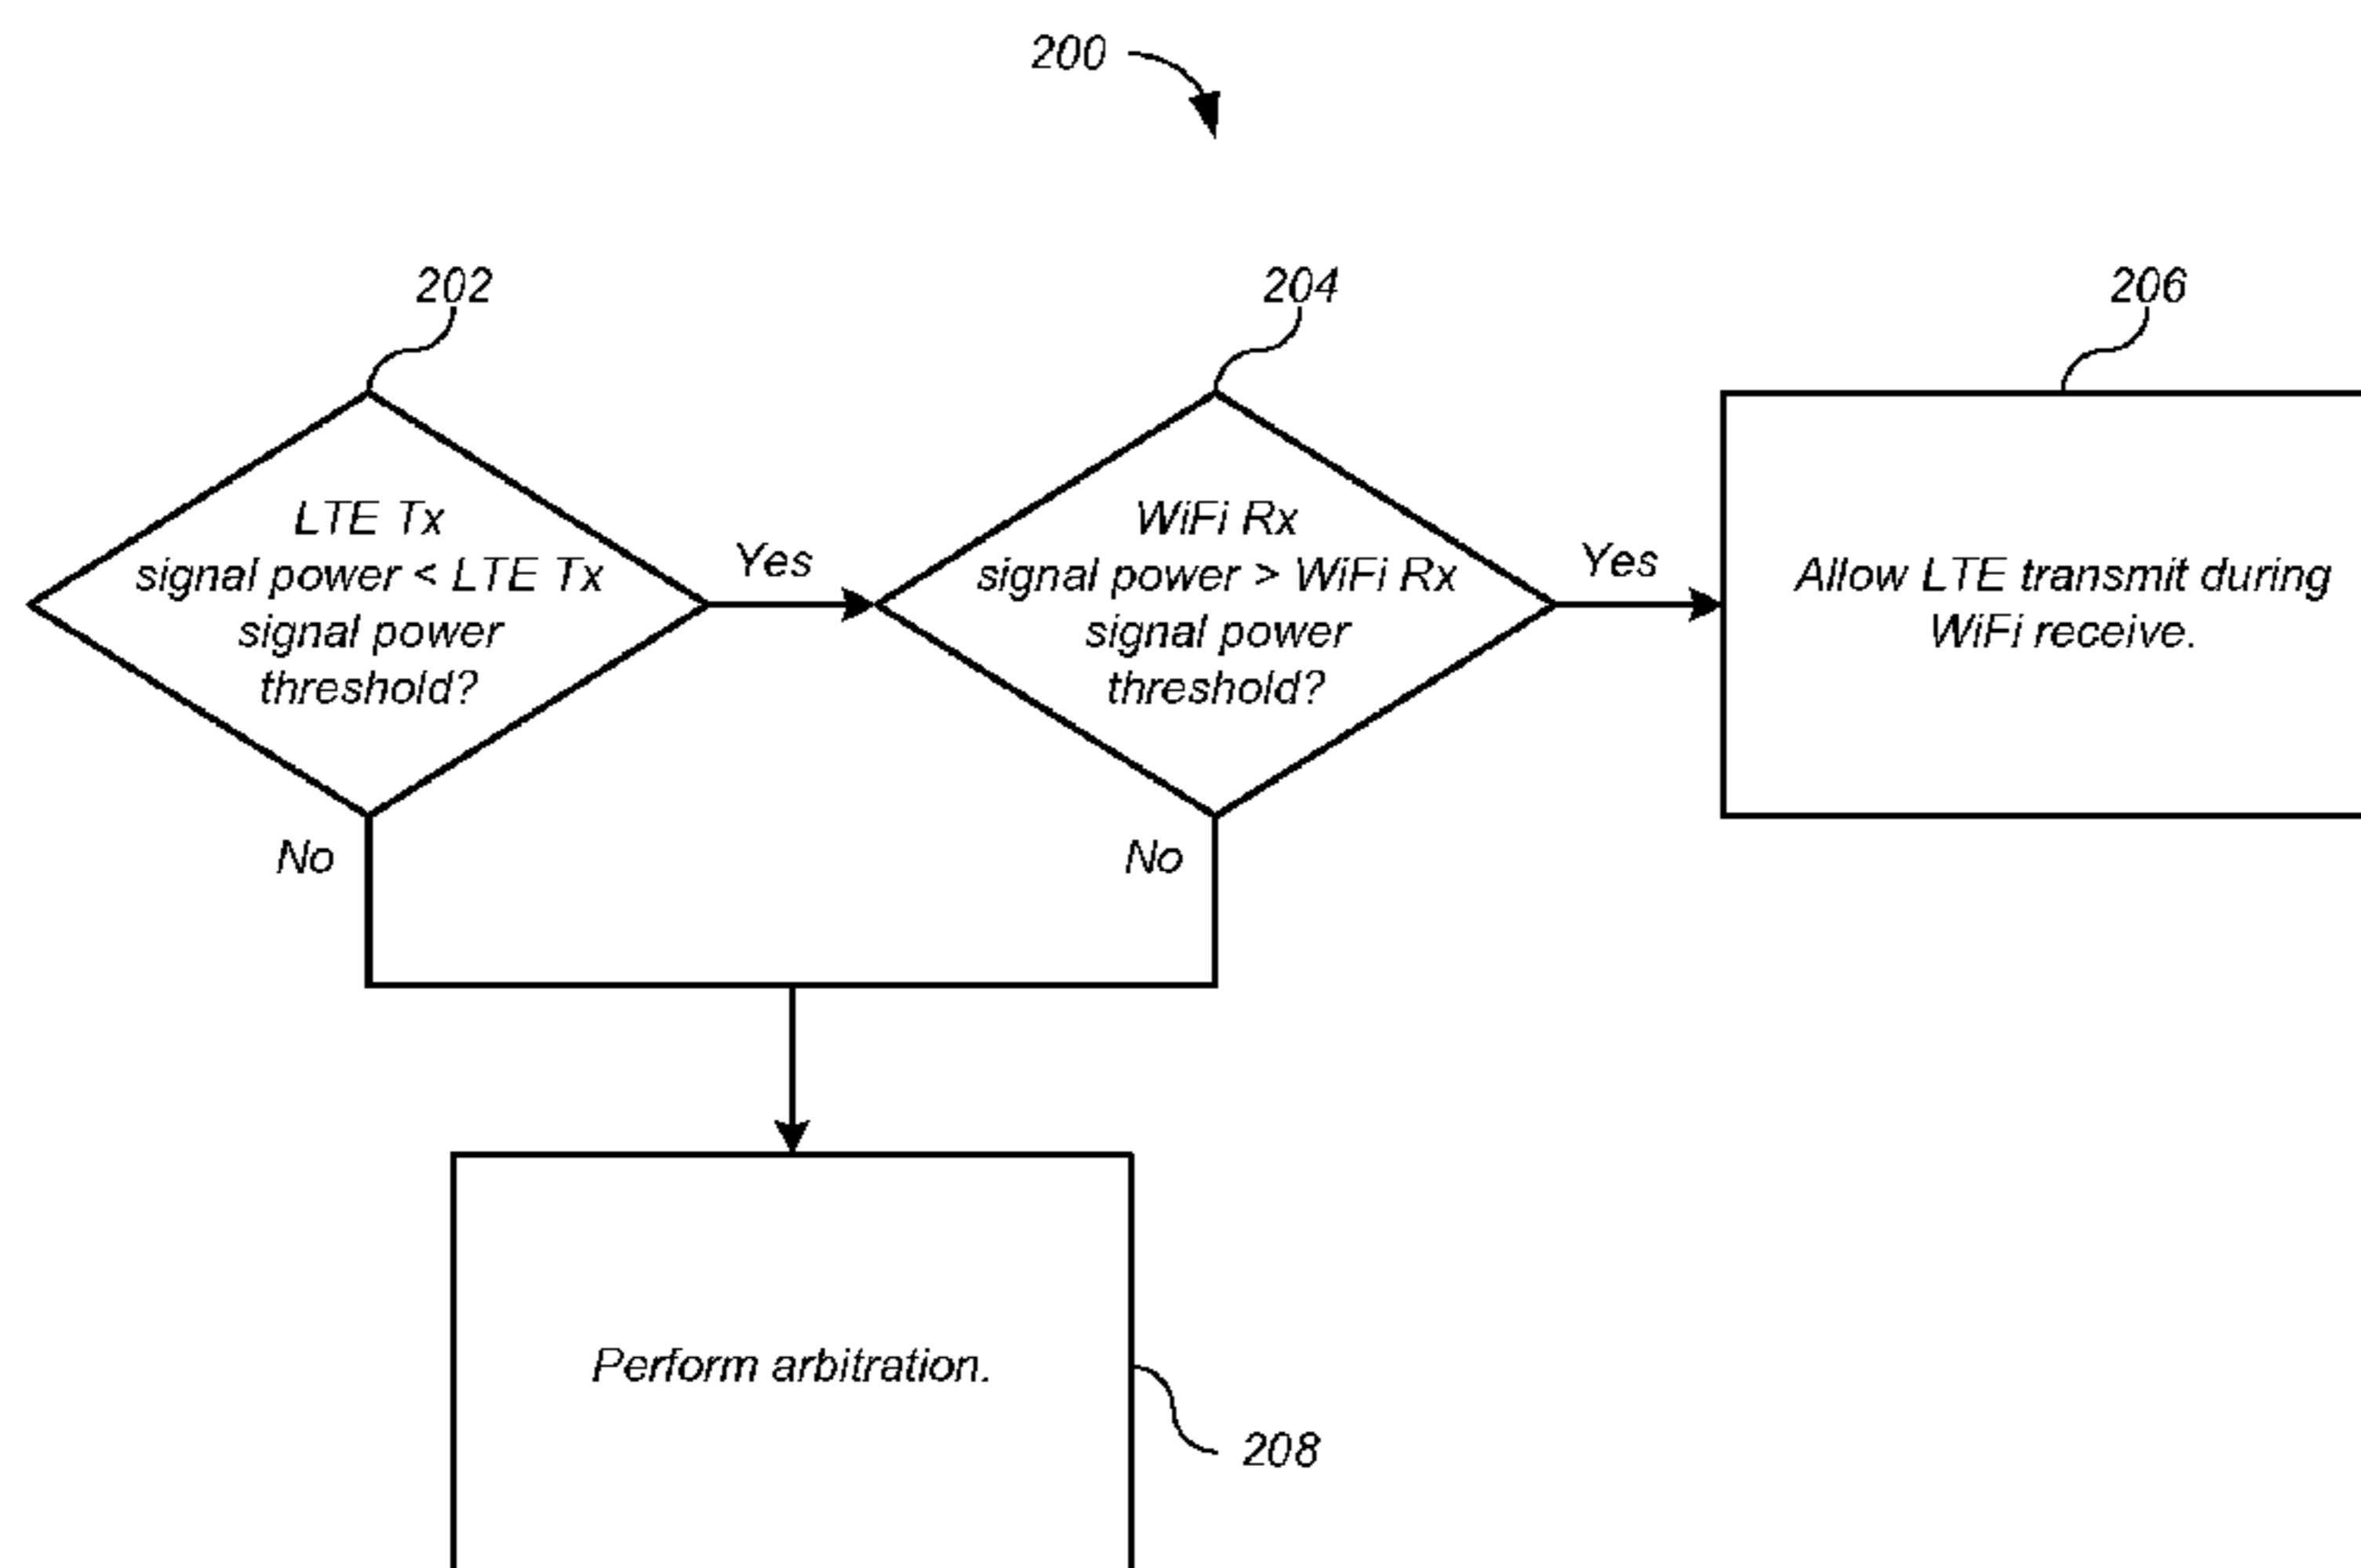 200
202
204
206
LTE Tx
signal power < LTE Tx
signal power
threshold?
Yes
WiFi Rx
signal power > WiFi Rx
signal power
threshold?
Yes
Allow LTE transmit during
WiFi receive.
No
No
Perform arbitration.
208